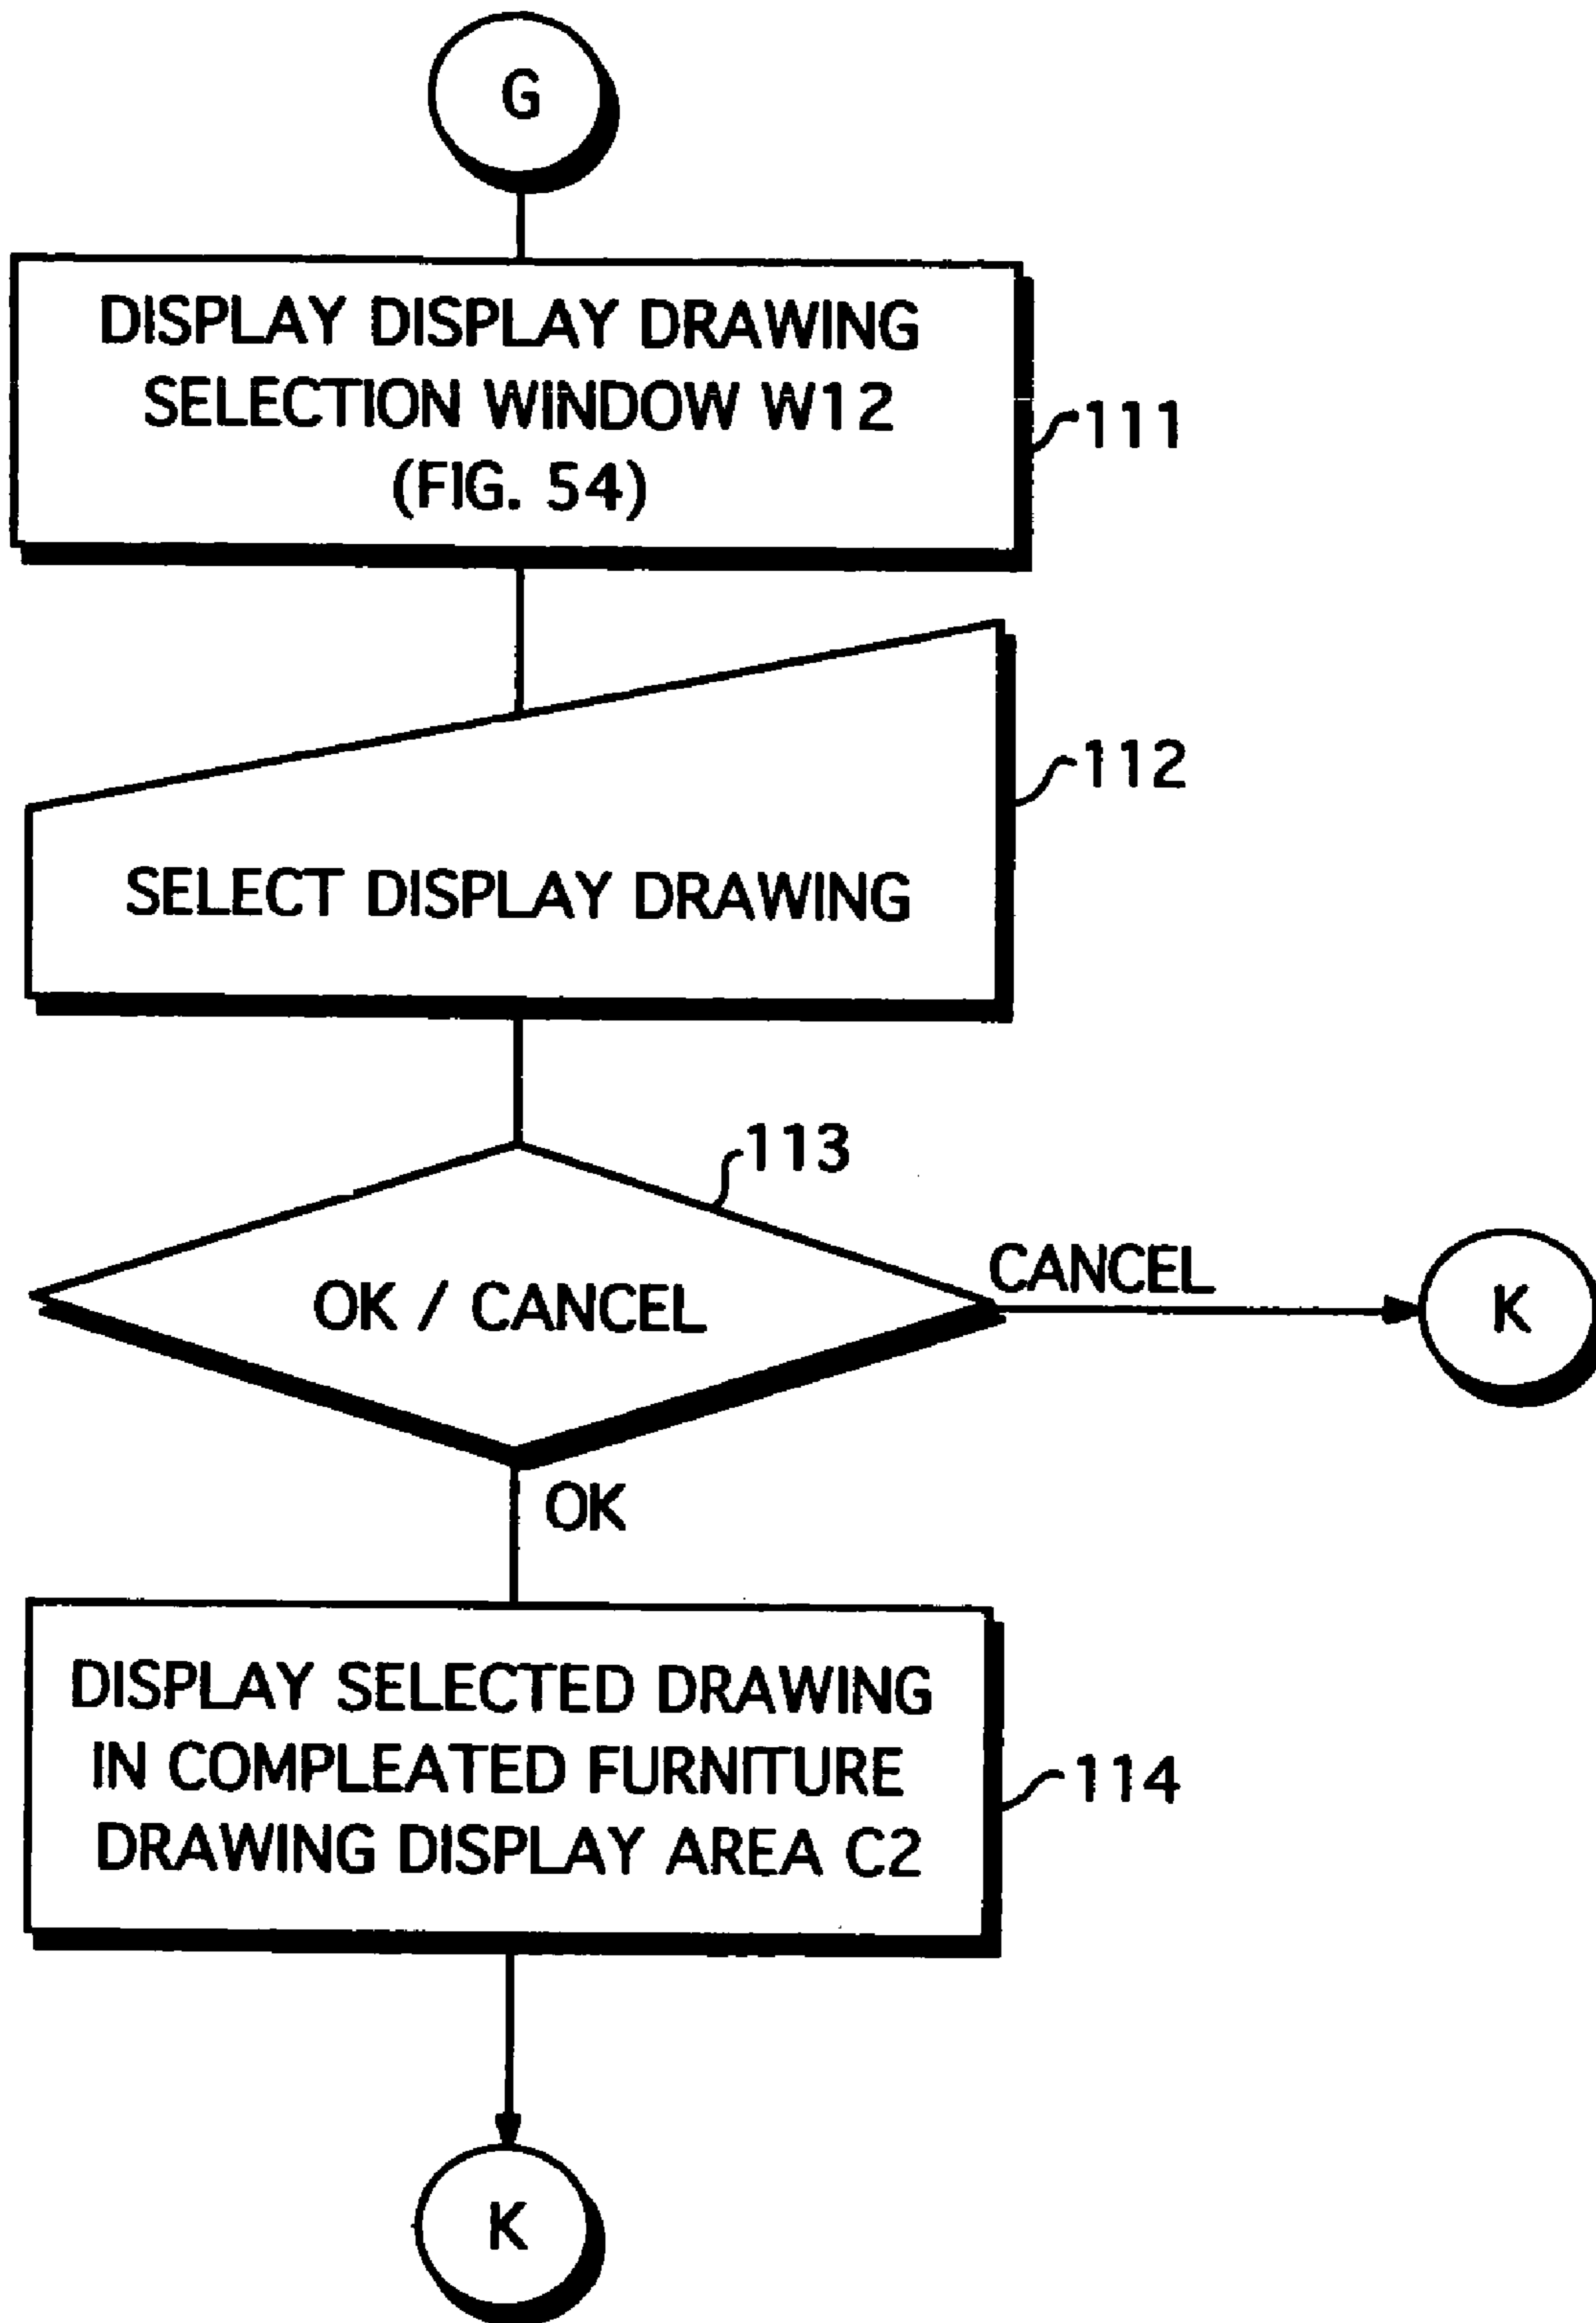 G
DISPLAY DISPLAY DRAWING
SELECTION WINDOW W12
(FIG. 54)
111
112
SELECT DISPLAY DRAWING
113
OK / CANCEL
CANCEL
K
OK
DISPLAY SELECTED DRAWING
IN COMPLEATED FURNITURE
DRAWING DISPLAY AREA C2
114
K